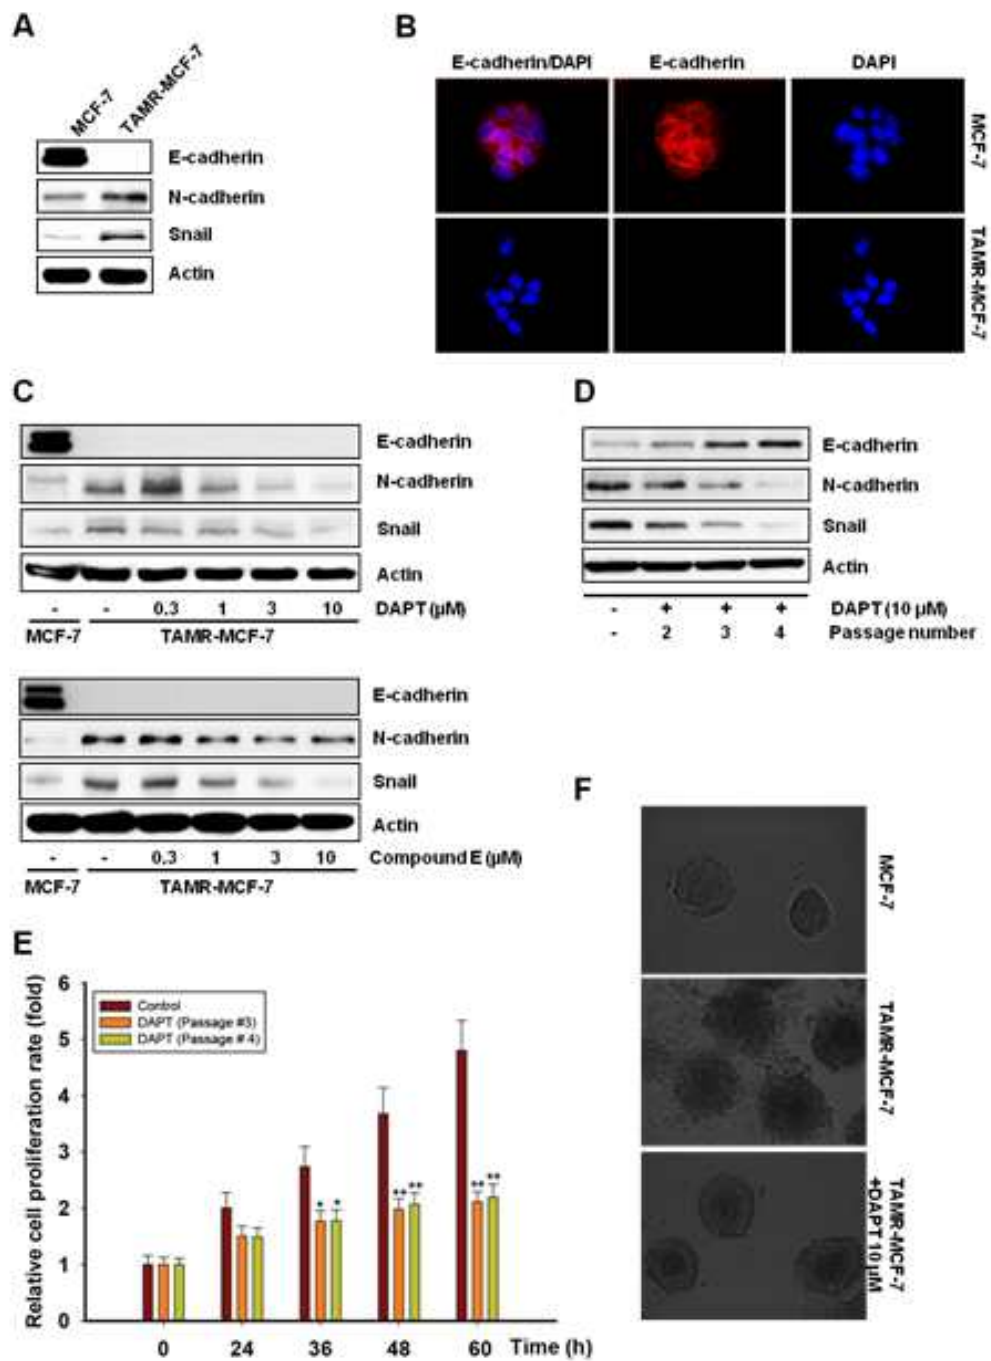 A
MCF-7
TAMR-MCF-7
E-cadherin
N-cadherin
Snail
Actin
B
E-cadherin/DAPI
E-cadherin
DAPI
MCF-7
TAMR-MCF-7
C
E-cadherin
N-cadherin
Snail
Actin
- - 0.3 1 3 10 DAPT (μM)
MCF-7 TAMR-MCF-7
E-cadherin
N-cadherin
Snail
Actin
- - 0.3 1 3 10 Compound E (μM)
MCF-7 TAMR-MCF-7
D
E-cadherin
N-cadherin
Snail
Actin
- + + + DAPT (10 μM)
- 2 3 4 Passage number
E
Relative cell proliferation rate (fold)
6
5
4
3
2
1
0
Control
DAPT (Passage #3)
DAPT (Passage # 4)
* *
** **
** **
0 24 36 48 60 Time (h)
F
MCF-7
TAMR-MCF-7
TAMR-MCF-7
+DAPT 10 μM